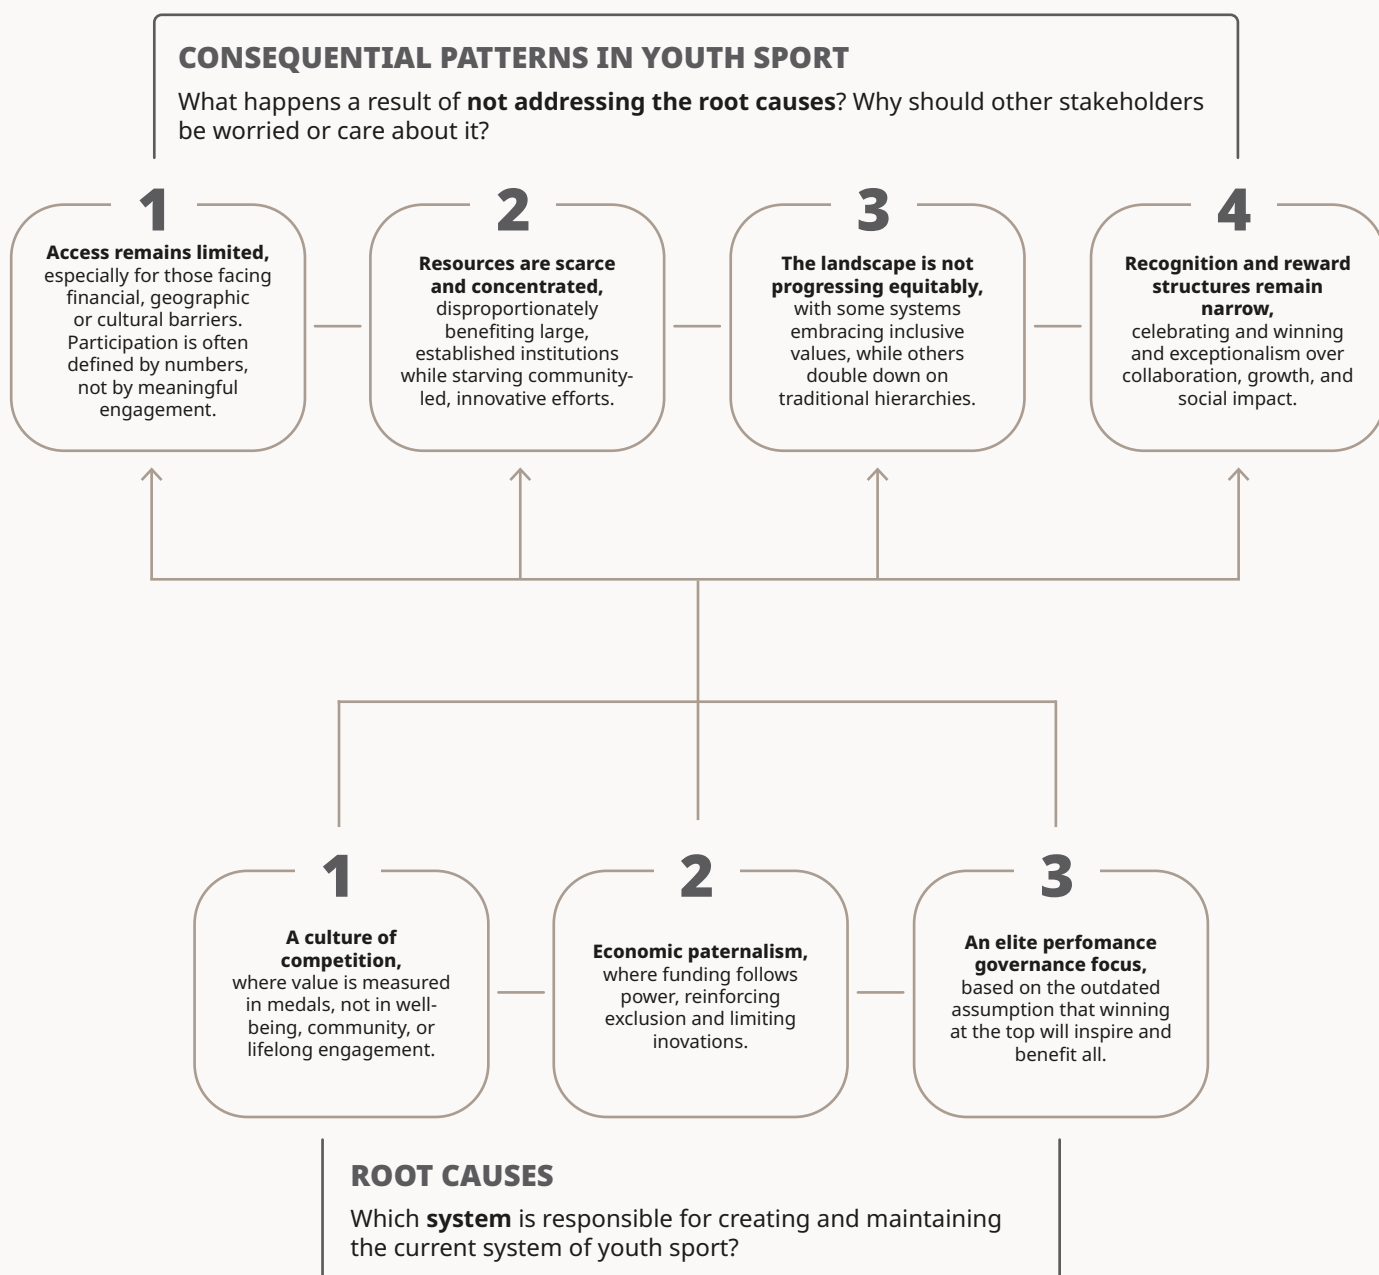 CONSEQUENTIAL PATTERNS IN YOUTH SPORT
What happens a result of not addressing the root causes? Why should other stakeholders
be worried or care about it?
1
Access remains limited,
especially for those facing
financial, geographic
or cultural barriers.
Participation is often
defined by numbers,
not by meaningful
engagement.
2
Resources are scarce
and concentrated,
disproportionately
benefiting large,
established institutions
while starving community-
led, innovative efforts.
3
The landscape is not
progressing equitably,
with some systems
embracing inclusive
values, while others
double down on
traditional hierarchies.
4
Recognition and reward
structures remain
narrow,
celebrating and winning
and exceptionalism over
collaboration, growth, and
social impact.
1
A culture of
competition,
where value is measured
in medals, not in well-
being, community, or
lifelong engagement.
2
Economic paternalism,
where funding follows
power, reinforcing
exclusion and limiting
inovations.
3
An elite perfomance
governance focus,
based on the outdated
assumption that winning
at the top will inspire and
benefit all.
ROOT CAUSES
Which system is responsible for creating and maintaining
the current system of youth sport?